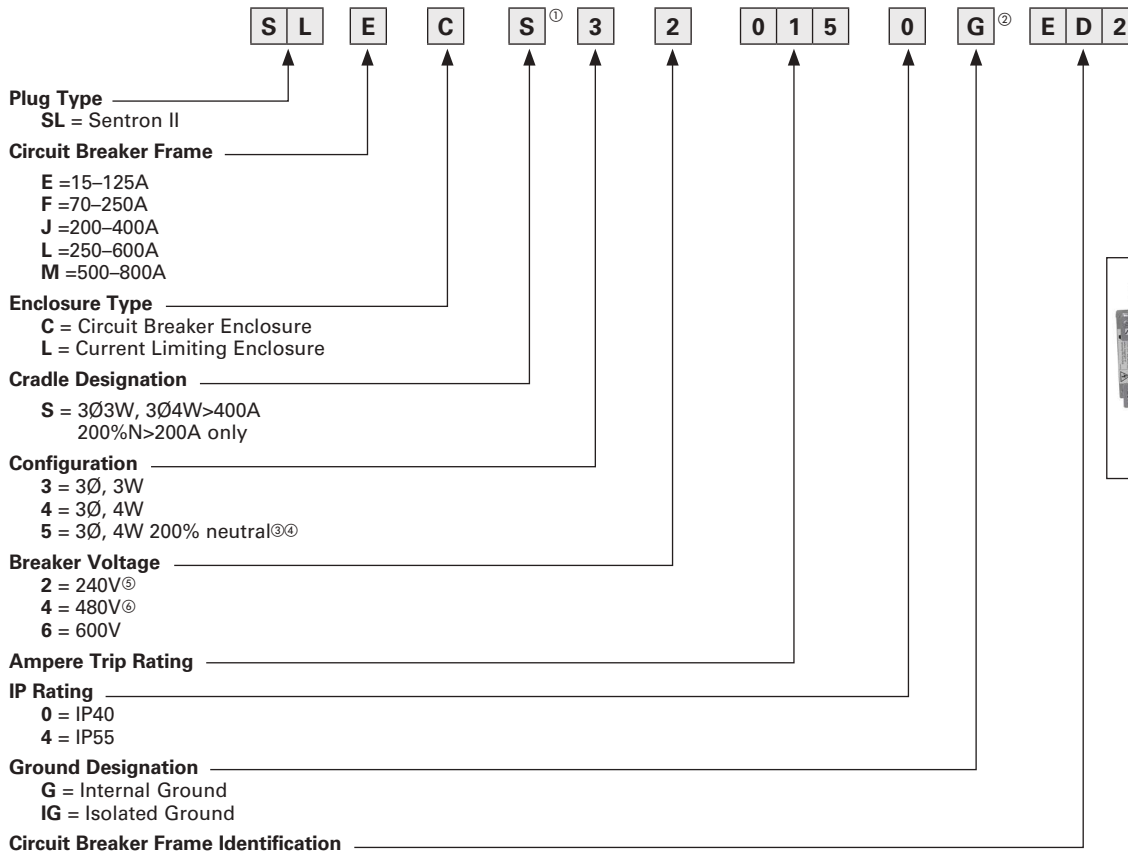 SL E C S① 3 2 015 0 G② ED2
Plug Type
SL = Sentron II
Circuit Breaker Frame
E =15–125A
F =70–250A
J =200–400A
L =250–600A
M =500–800A
Enclosure Type
C = Circuit Breaker Enclosure
L = Current Limiting Enclosure
Cradle Designation
S = 3Ø3W, 3Ø4W>400A
200%N>200A only
Configuration
3 = 3Ø, 3W
4 = 3Ø, 4W
5 = 3Ø, 4W 200% neutral③④
Breaker Voltage
2 = 240V⑤
4 = 480V⑥
6 = 600V
Ampere Trip Rating
IP Rating
0 = IP40
4 = IP55
Ground Designation
G = Internal Ground
IG = Isolated Ground
Circuit Breaker Frame Identification